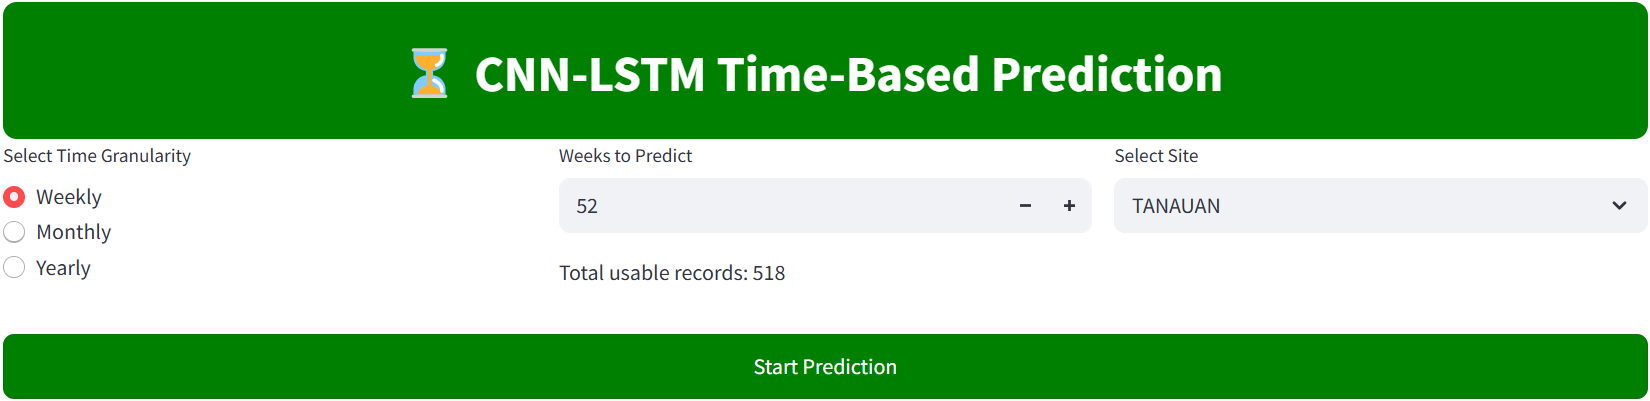 ⏳ CNN-LSTM Time-Based Prediction
Select Time Granularity
Weekly
Monthly
Yearly
Weeks to Predict
52
Total usable records: 518
Select Site
TANAUAN
Start Prediction